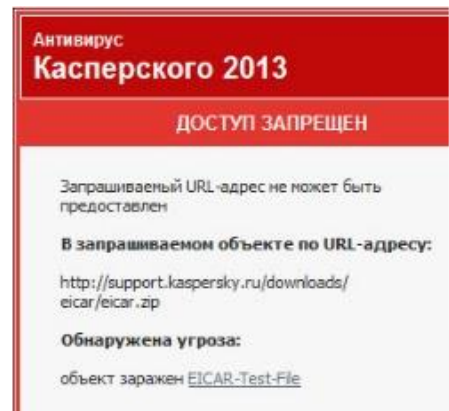 Антивирус
Касперского 2013
ДОСТУП ЗАПРЕЩЕН
Запрашиваемый URL-адрес не может быть
предоставлен
В запрашиваемом объекте по URL-адресу:
http://support.kaspersky.ru/downloads/
eicar/eicar.zip
Обнаружена угроза:
объект заражен EICAR-Test-File